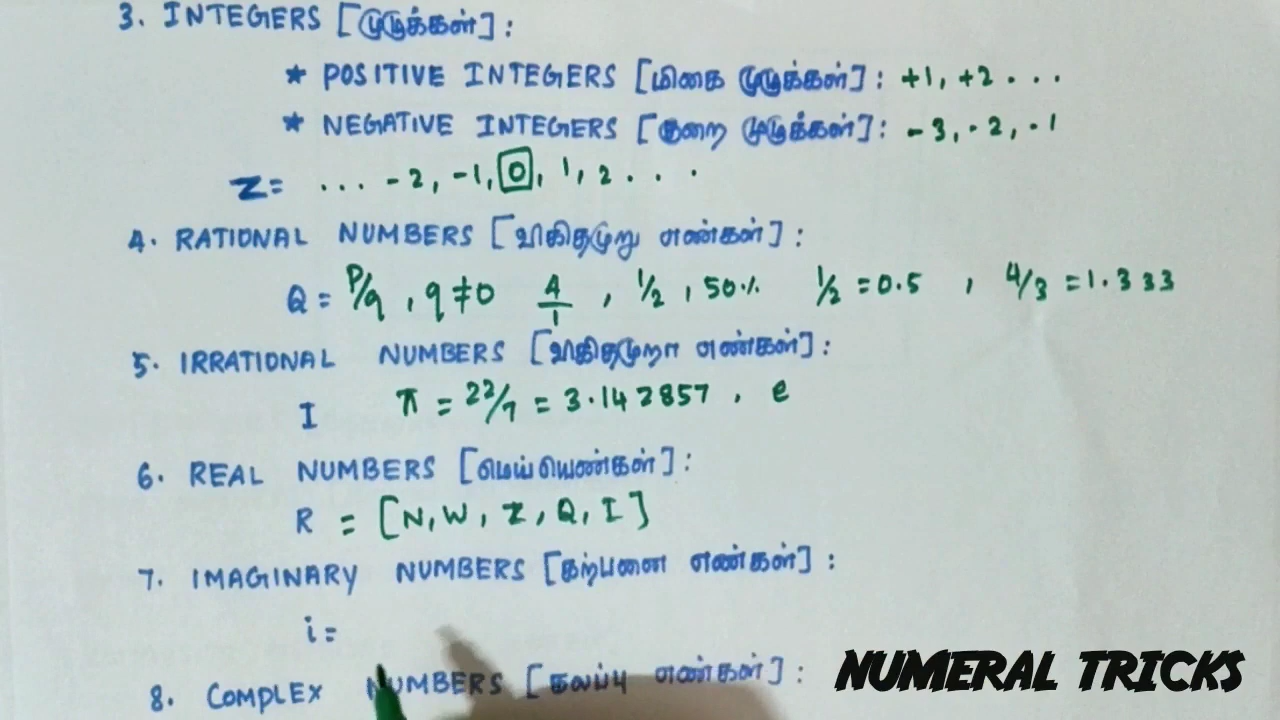 3. INTEGERS [முழுக்கள்]:
* POSITIVE INTEGERS [மிகை முழுக்கள்]: +1, +2 . . .
* NEGATIVE INTEGERS [குறை முழுக்கள்]: -3, -2, -1
Z = ... -2, -1, 0, 1, 2 . . .
4. RATIONAL NUMBERS [விகிதமுறு எண்கள்]:
Q = P/q, q≠0 4/1, 1/2, 50% 1/2 = 0.5, 4/3 = 1.333
5. IRRATIONAL NUMBERS [விகிதமுறா எண்கள்]:
I π = 22/7 = 3.142857, e
6. REAL NUMBERS [மெய்யெண்கள்]:
R = [N, W, Z, Q, I]
7. IMAGINARY NUMBERS [கற்பனை எண்கள்]:
i =
8. COMPLEX NUMBERS [கலப்பு எண்கள்]:
NUMERAL TRICKS